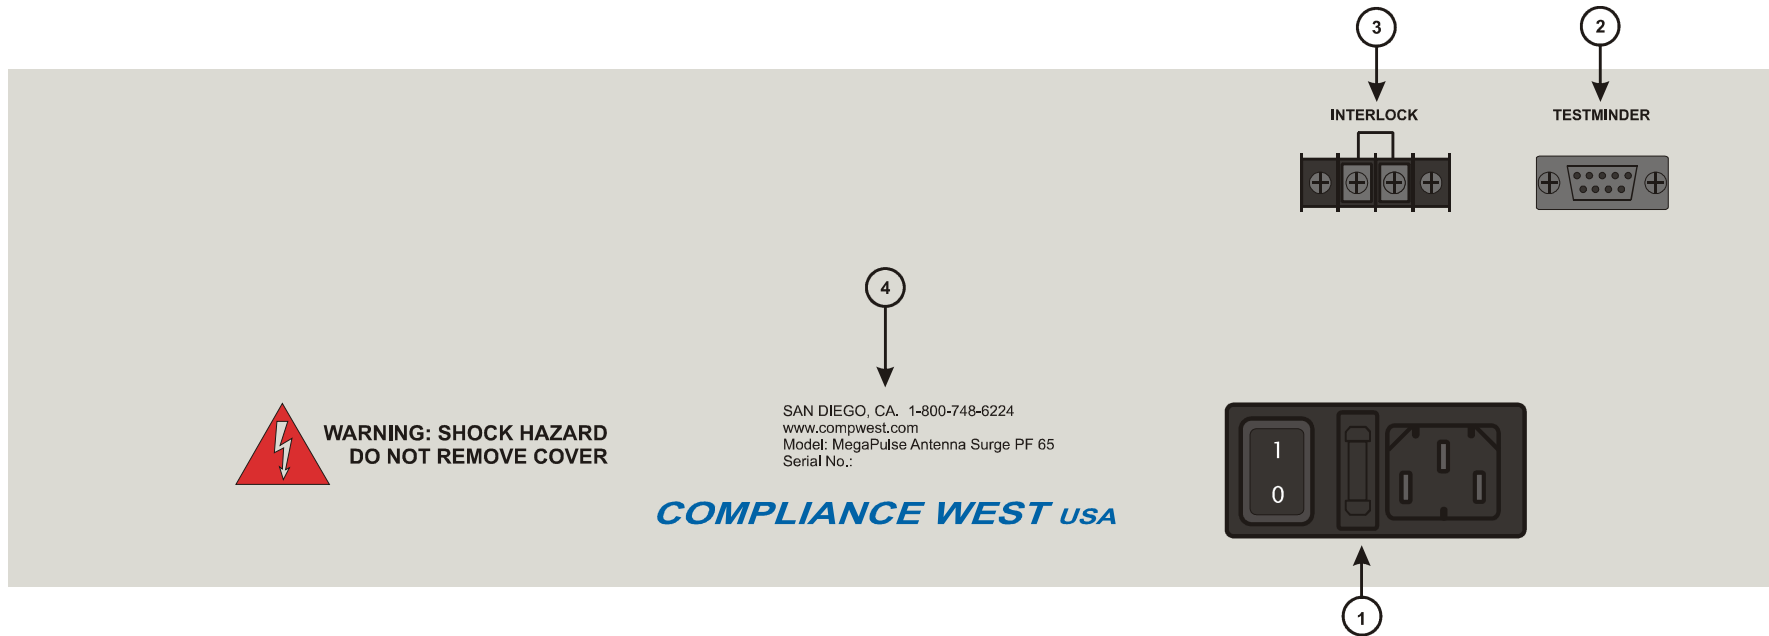 3
2
INTERLOCK
TESTMINDER
4
WARNING: SHOCK HAZARD
DO NOT REMOVE COVER
SAN DIEGO, CA. 1-800-748-6224
www.compwest.com
Model: MegaPulse Antenna Surge PF 65
Serial No.:
COMPLIANCE WEST USA
1
0
1